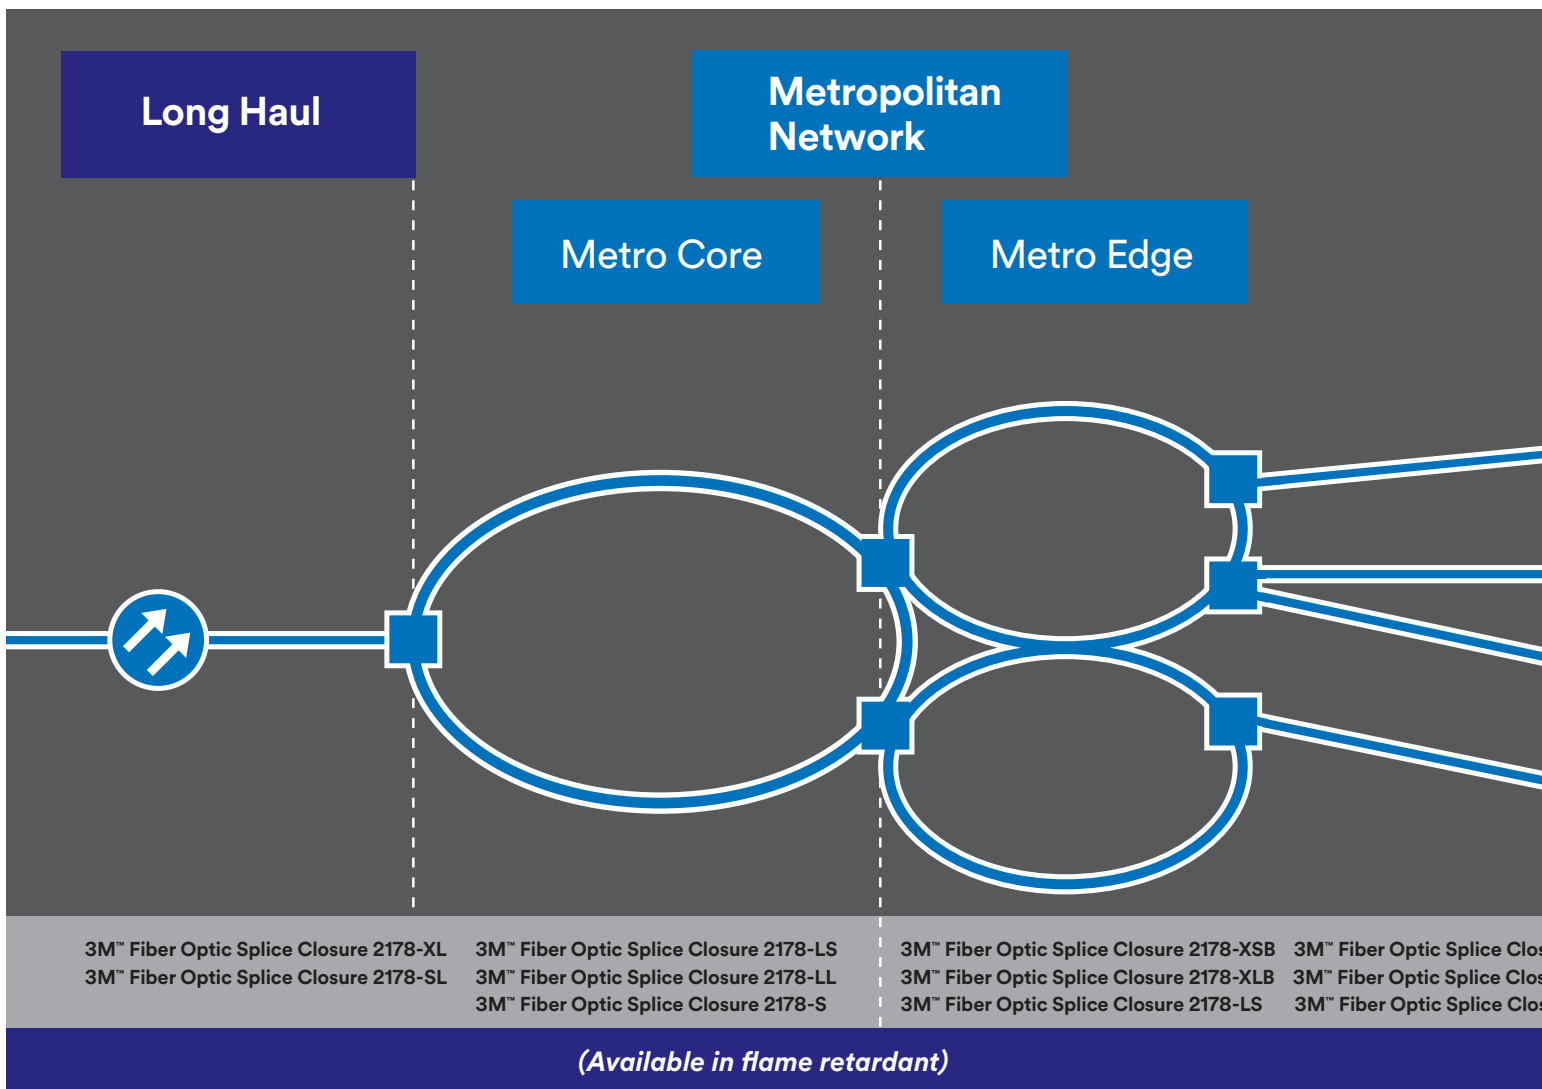 Long Haul
Metropolitan
Network
Metro Core
Metro Edge
3M™ Fiber Optic Splice Closure 2178-XL
3M™ Fiber Optic Splice Closure 2178-SL
3M™ Fiber Optic Splice Closure 2178-LS
3M™ Fiber Optic Splice Closure 2178-LL
3M™ Fiber Optic Splice Closure 2178-S
3M™ Fiber Optic Splice Closure 2178-XSB
3M™ Fiber Optic Splice Closure 2178-XLB
3M™ Fiber Optic Splice Closure 2178-LS
3M™ Fiber Optic Splice
3M™ Fiber Optic Splice
3M™ Fiber Optic Splice
(Available in flame retardant)